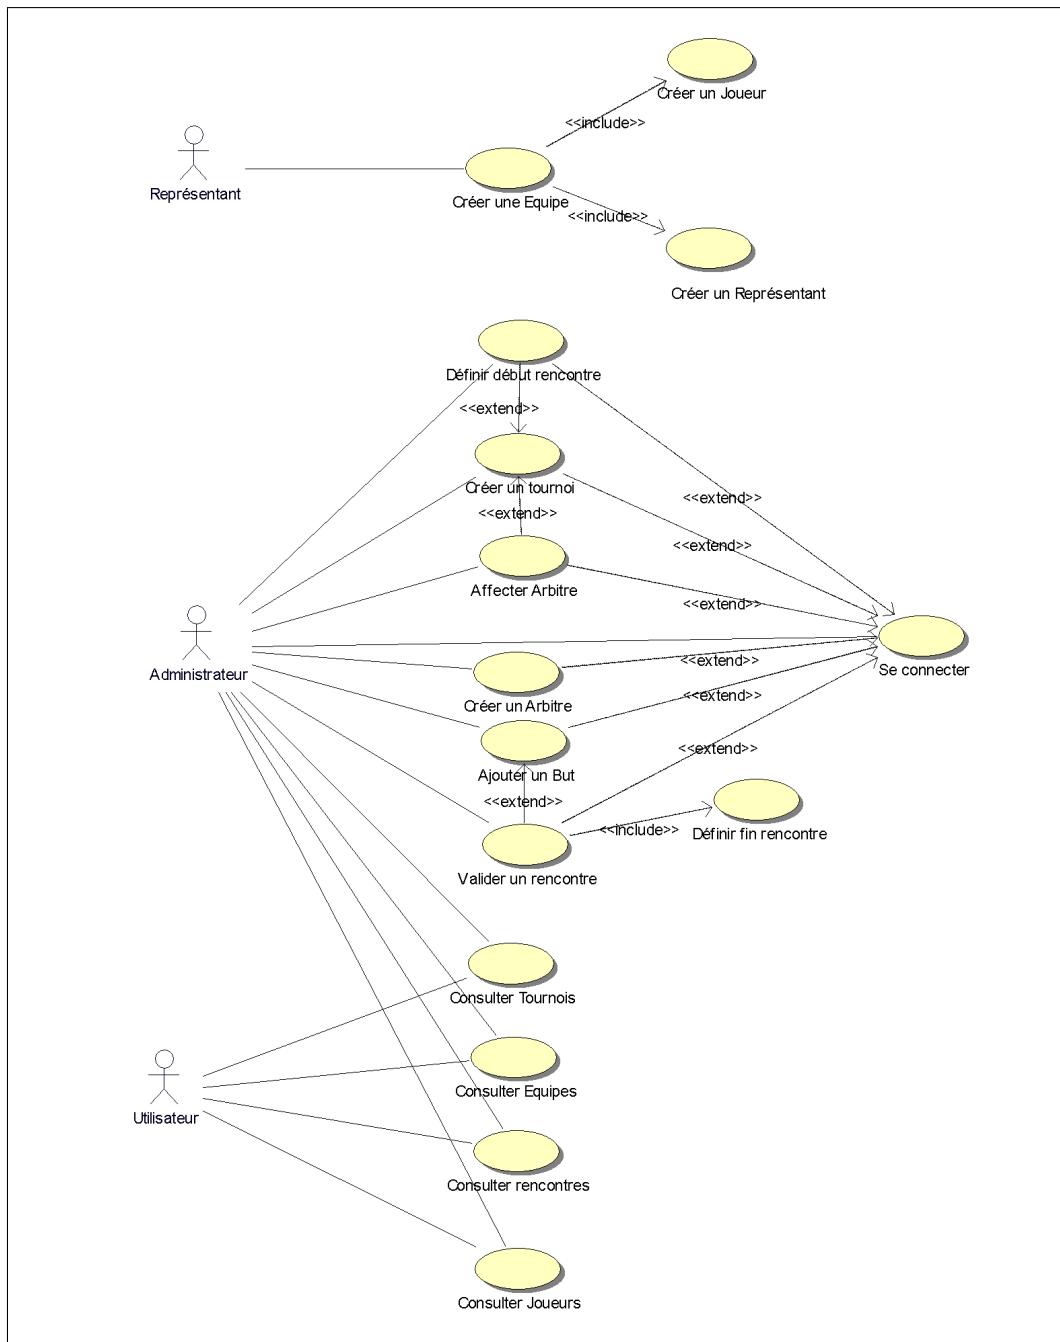 Créer un Joueur
<<include>>
Représentant
Créer une Equipe
<<include>>
Créer un Représentant
Définir début rencontre
<<extend>>
Créer un tournoi
<<extend>>
<<extend>>
<<extend>>
Affecter Arbitre
<<extend>>
Administrateur
<<extend>>
Se connecter
Créer un Arbitre
<<extend>>
Ajouter un But
<<extend>>
<<extend>>
<<include>>
Définir fin rencontre
Valider un rencontre
Consulter Tournois
Consulter Equipes
Utilisateur
Consulter rencontres
Consulter Joueurs